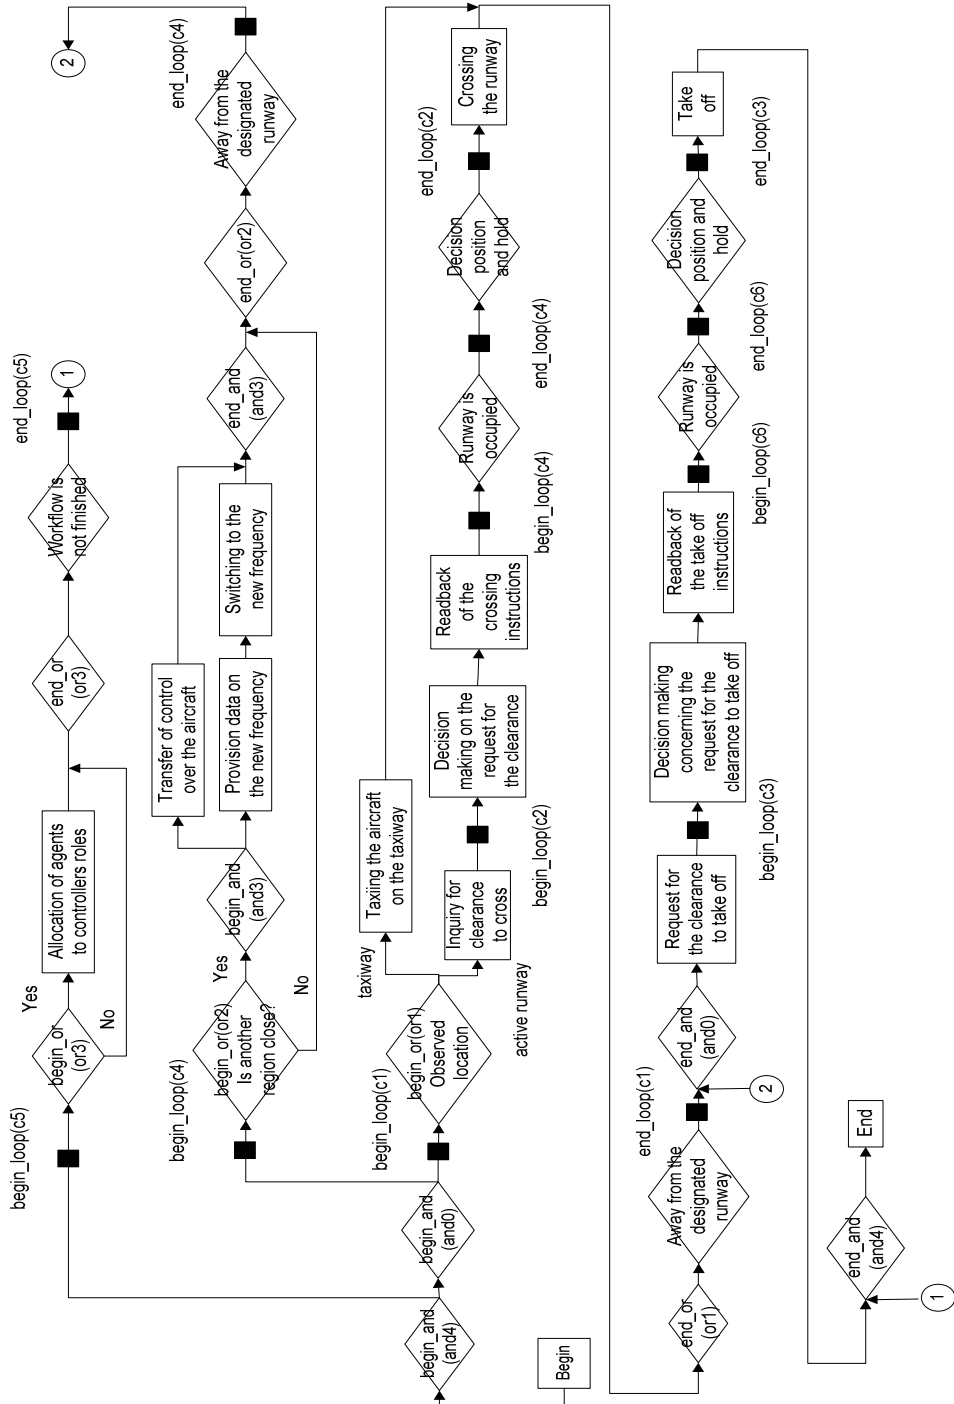 begin_loop(c5)
begin_or
(or3)
Yes
No
Allocation of agents
to controllers roles
end_or
(or3)
Workflow is
not finished
end_loop(c5)
1
begin_loop(c4)
begin_or(or2)
Is another
region close?
Yes
No
begin_and
(and3)
Transfer of control
over the aircraft
Provision data on
the new frequency
Switching to the
new frequency
end_and
(and3)
end_or(or2)
Away from the
designated
runway
end_loop(c4)
2
Begin
begin_and
(and4)
begin_and
(and0)
begin_loop(c1)
begin_or(or1)
Observed
location
taxiway
active runway
Taxiing the aircraft
on the taxiway
Inquiry for
clearance
to cross
begin_loop(c2)
Decision
making on the
request for
the clearance
Readback
of the
crossing
instructions
begin_loop(c4)
Runway is
occupied
end_loop(c4)
Decision
position
and hold
end_loop(c2)
Crossing
the runway
end_or
(or1)
Away from the
designated
runway
end_loop(c1)
2
end_and
(and0)
Request for
the clearance
to take off
begin_loop(c3)
Decision making
concerning the
request for the
clearance to take off
Readback of
the take off
instructions
begin_loop(c6)
Runway is
occupied
end_loop(c6)
Decision
position and
hold
end_loop(c3)
Take
off
1
end_and
(and4)
End